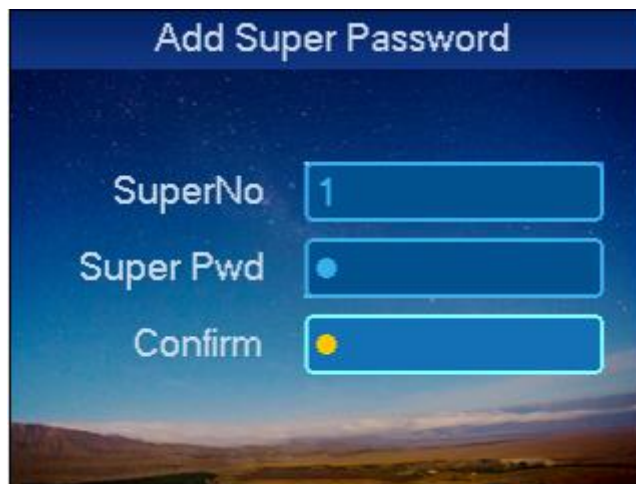 Add Super Password
SuperNo 1
Super Pwd ●
Confirm ●